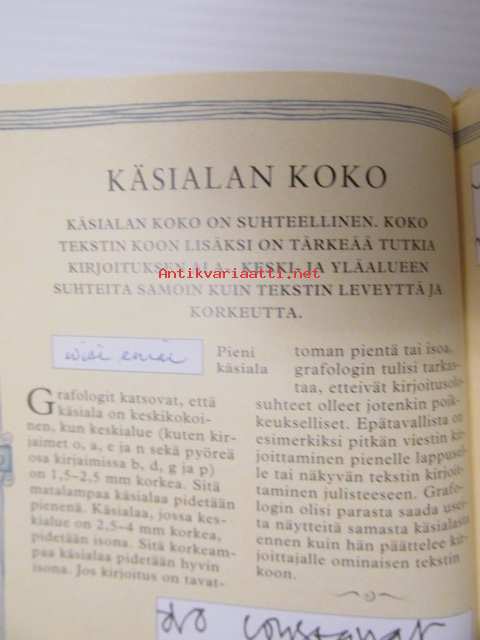 KÄSIALAN KOKO
KÄSIALAN KOKO ON SUHTEELLINEN. KOKO
TEKSTIN KOON LISÄKSI ON TÄRKEÄÄ TUTKIA
KIRJOITUKSEN ALA-, KESKI- JA YLÄALUEEN
Antikvariaatti.net
SUHTEITA SAMOIN KUIN TEKSTIN LEVEYTTÄ JA
KORKEUTTA.
Pieni
käsiala
Grafologit katsovat, että
käsiala on keskikokoi-
nen, kun keskialue (kuten kir-
jaimet o, a, e ja n sekä pyöreä
osa kirjaimissa b, d, g ja p)
on 1,5–2,5 mm korkea. Sitä
matalampaa käsialaa pidetään
pienenä. Käsialaa, jossa kes-
kialue on 2,5–4 mm korkea,
pidetään isona. Sitä korkeam-
paa käsialaa pidetään hyvin
isona. Jos kirjoitus on tavat-
toman pientä tai isoa,
grafologin tulisi tarkas-
taa, etteivät kirjoitusolo-
suhteet olleet jotenkin poik-
keukselliset. Epätavallista on
esimerkiksi pitkän viestin kir-
joittaminen pienelle lappusel-
le tai näkyvän tekstin kirjoit-
taminen julisteeseen. Grafo-
login olisi parasta saada usei-
ta näytteitä samasta käsialasta
ennen kuin hän päättelee kir-
joittajalle ominaisen tekstin
koon.